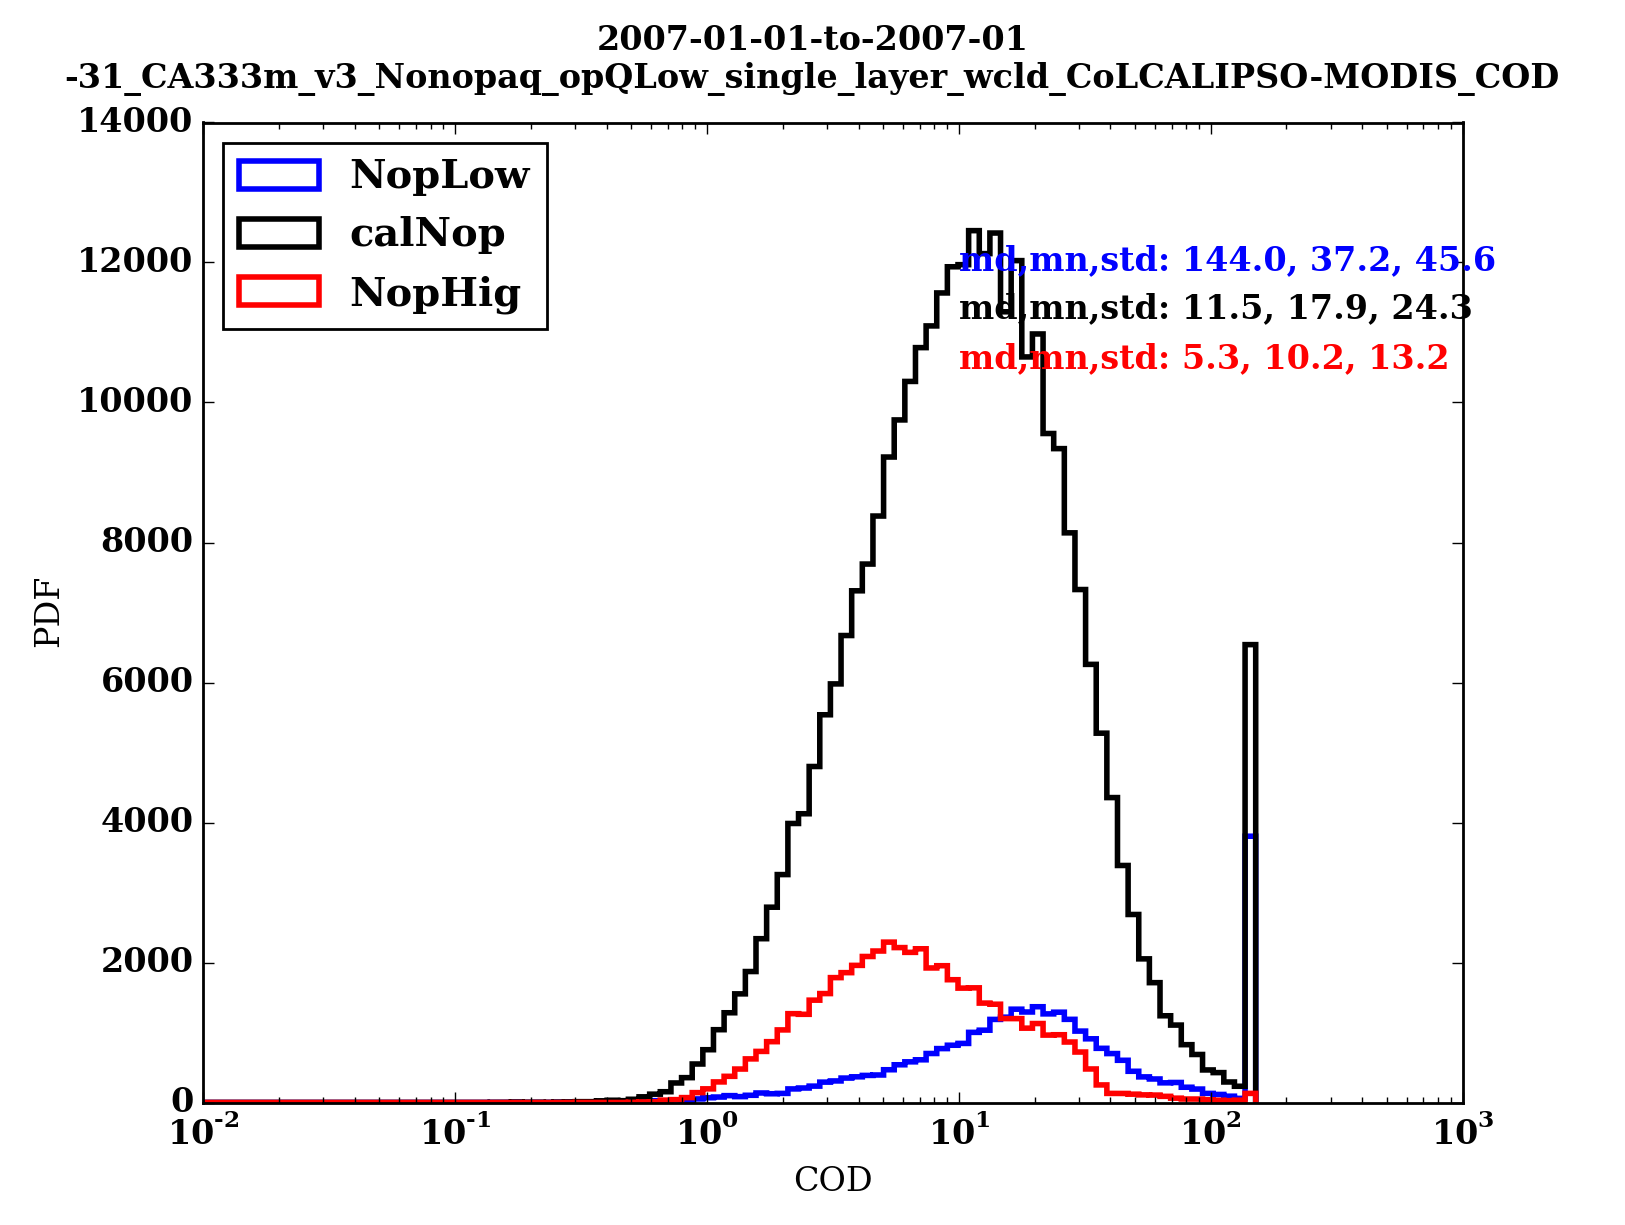 2007-01-01-to-2007-01
-31_CA333m_v3_Nonopaq_opQLow_single_layer_wcld_CoLCALIPSO-MODIS_COD
14000
12000
10000
8000
6000
4000
2000
0
NopLow
calNop
NopHig
md,mn,std: 144.0, 37.2, 45.6
md,mn,std: 11.5, 17.9, 24.3
md,mn,std: 5.3, 10.2, 13.2
PDF
10⁻² 10⁻¹ 10⁰ 10¹ 10² 10³
COD